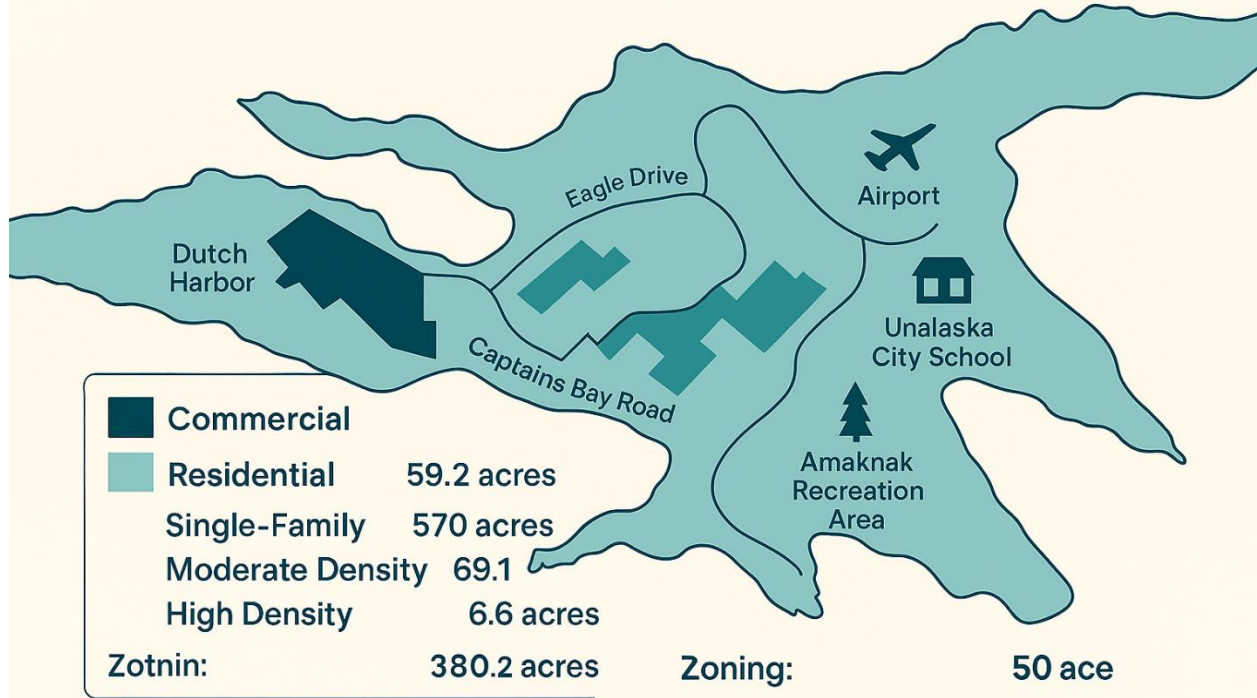 Eagle Drive
Airport
Dutch
Harbor
Unalaska
City School
Captains Bay Road
Amaknak
Recreation
Area
Commercial
Residential 59.2 acres
Single-Family 570 acres
Moderate Density 69.1
High Density 6.6 acres
Zotnin: 380.2 acres
Zoning: 50 ace